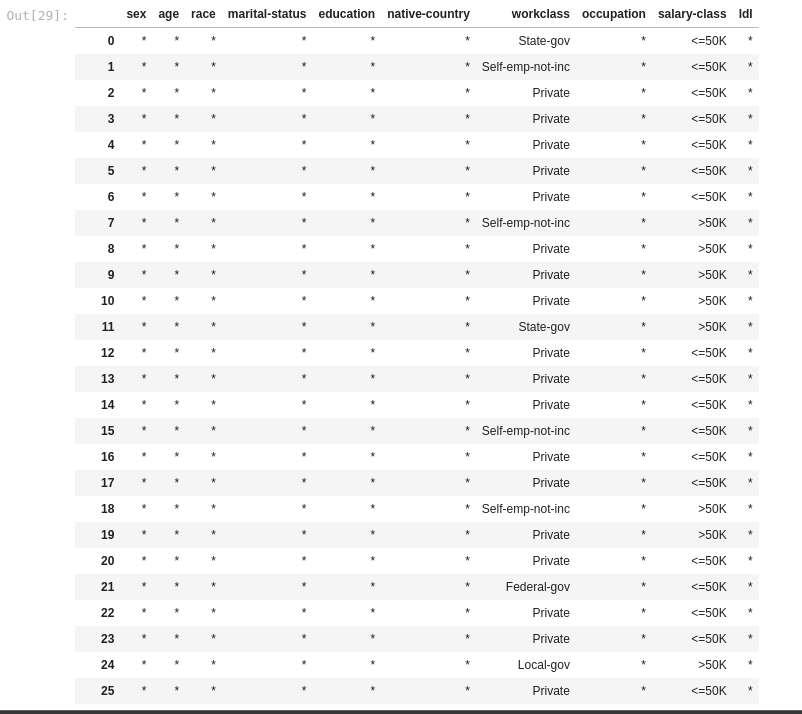 Out[29]:
sex age race marital-status education native-country workclass occupation salary-class ldl
0 * * * * * * State-gov * <=50K *
1 * * * * * * Self-emp-not-inc * <=50K *
2 * * * * * * Private * <=50K *
3 * * * * * * Private * <=50K *
4 * * * * * * Private * <=50K *
5 * * * * * * Private * <=50K *
6 * * * * * * Private * <=50K *
7 * * * * * * Self-emp-not-inc * >50K *
8 * * * * * * Private * >50K *
9 * * * * * * Private * >50K *
10 * * * * * * Private * >50K *
11 * * * * * * State-gov * >50K *
12 * * * * * * Private * <=50K *
13 * * * * * * Private * <=50K *
14 * * * * * * Private * <=50K *
15 * * * * * * Self-emp-not-inc * <=50K *
16 * * * * * * Private * <=50K *
17 * * * * * * Private * <=50K *
18 * * * * * * Self-emp-not-inc * >50K *
19 * * * * * * Private * >50K *
20 * * * * * * Private * <=50K *
21 * * * * * * Federal-gov * <=50K *
22 * * * * * * Private * <=50K *
23 * * * * * * Private * <=50K *
24 * * * * * * Local-gov * >50K *
25 * * * * * * Private * <=50K *